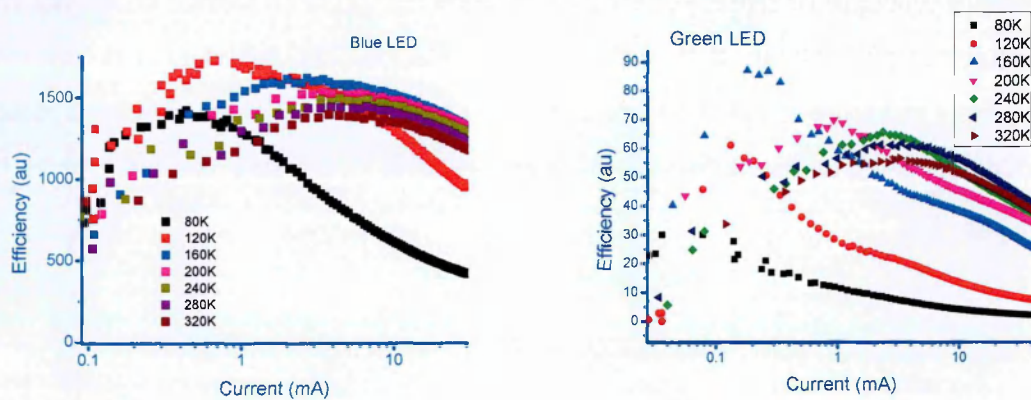 Blue LED
Efficiency (au)
1500
1000
500
0
80K
120K
160K
200K
240K
280K
320K
0.1
1
10
Current (mA)
Green LED
Efficiency (au)
90
80
70
60
50
40
30
20
10
0
80K
120K
160K
200K
240K
280K
320K
0.1
1
10
Current (mA)